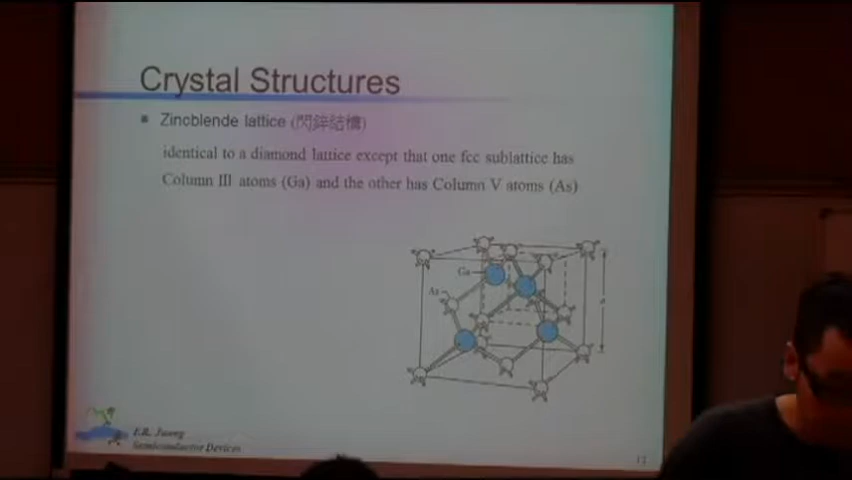 Crystal Structures
Zincblende lattice (閃鋅結構)
identical to a diamond lattice except that one fcc sublattice has
Column III atoms (Ga) and the other has Column V atoms (As)
Ga
As
a
Semiconductor Devices
12